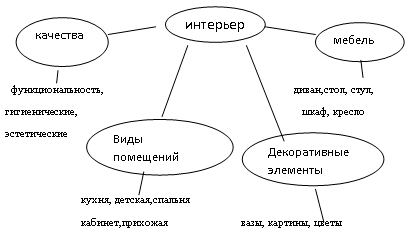 интерьер
качества
мебель
функциональность,
гигиенические,
эстетические
диван,стол, стул,
шкаф, кресло
Виды
помещений
Декоративные
элементы
кухня, детская,спальня
кабинет,прихожая
вазы, картины, цветы